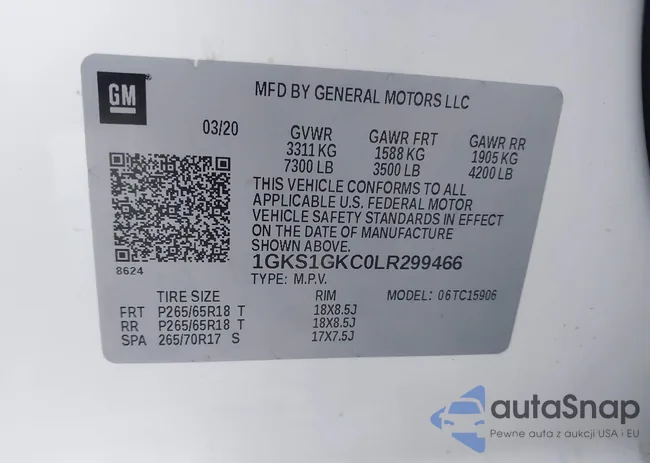 GM
MFD BY GENERAL MOTORS LLC
03/20 GVWR GAWR FRT GAWR RR
3311 KG 1588 KG 1905 KG
7300 LB 3500 LB 4200 LB
THIS VEHICLE CONFORMS TO ALL
APPLICABLE U.S. FEDERAL MOTOR
VEHICLE SAFETY STANDARDS IN EFFECT
ON THE DATE OF MANUFACTURE
SHOWN ABOVE.
8624
1GKS1GKC0LR299466
TYPE: M.P.V. MODEL: 06TC15906
TIRE SIZE RIM
FRT P265/65R18 T 18X8.5J
RR P265/65R18 T 18X8.5J
SPA 265/70R17 S 17X7.5J
autoSnap
Pewne auta z aukcji USA i EU